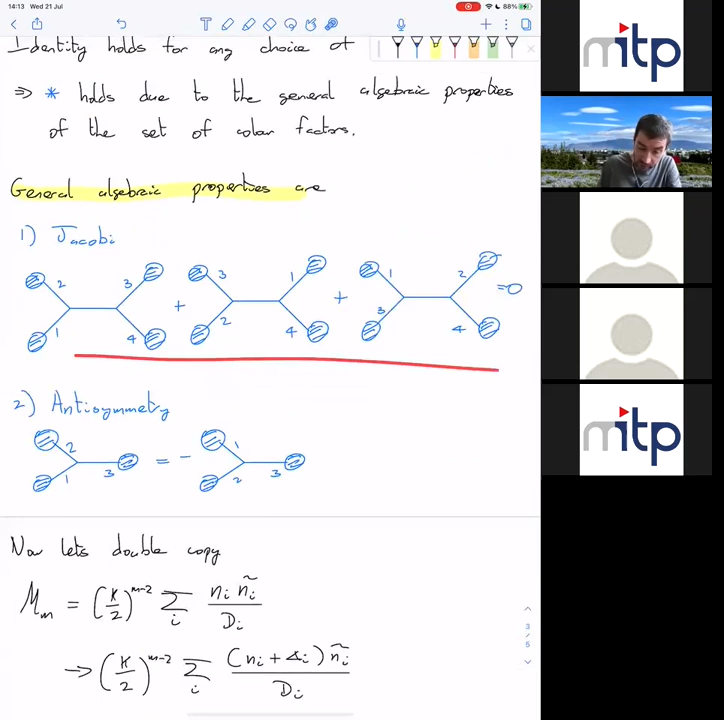 14:13 Wed 21 Jul
88%
Identity holds for any choice of
⇒ * holds due to the general algebraic properties
of the set of color factors.
General algebraic properties are
1) Jacobi
2 1 3 4 + 3 2 1 4 + 1 3 2 4 = 0
2) Antisymmetry
2 1 3 = - 1 2 3
Now lets double copy
M_m = (κ/2)^{m-2} Σ_i n_i ñ_i / D_i
→ (κ/2)^{m-2} Σ_i (n_i + Δ_i) ñ_i / D_i
3 / 5
mitp
mitp